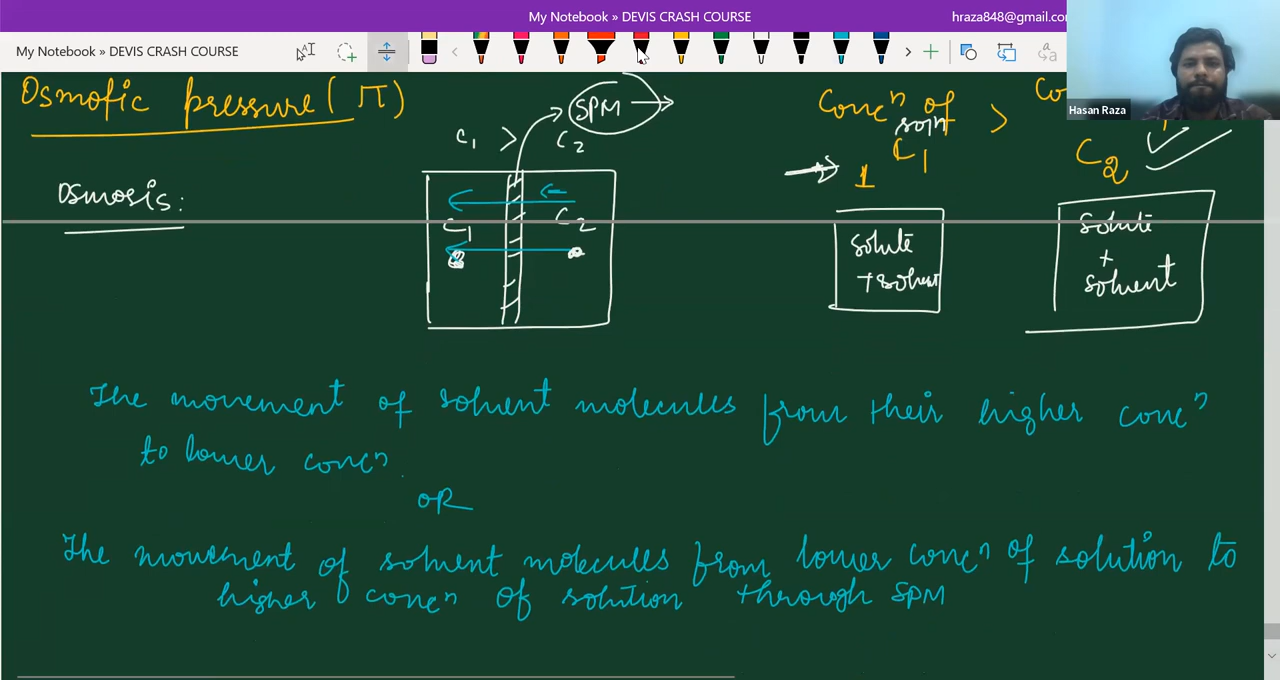 My Notebook » DEVIS CRASH COURSE
hraza848@gmail.co
My Notebook » DEVIS CRASH COURSE
Hasan Raza
Osmotic pressure ( π )
SPM
C1 > C2
Concn of soln >
C1
1
C2
Osmosis:
C1 C2
solute
+ solvent
solute
+
solvent
The movement of solvent molecules from their higher concn
to lower concn
OR
The movement of solvent molecules from lower concn of solution to
higher concn of solution through SPM